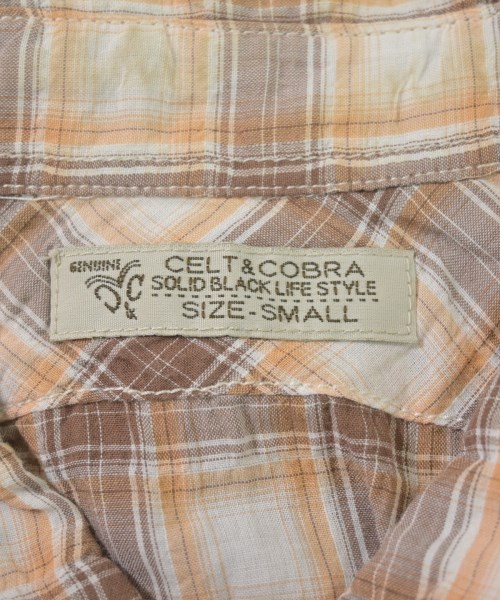 GENUINE
CELT & COBRA
SOLID BLACK LIFE STYLE
SIZE-SMALL